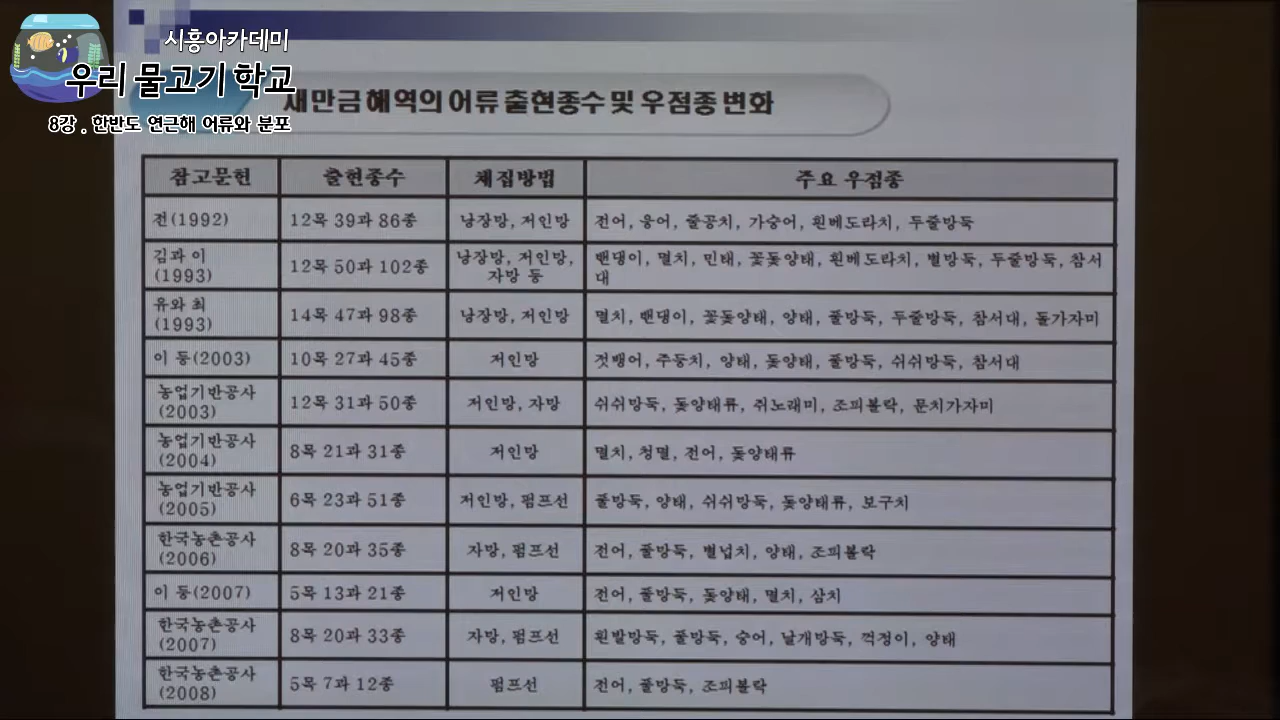 시흥아카데미
우리 물고기 학교
8강 . 한반도 연근해 어류와 분포
새만금해역의 어류 출현종수 및 우점종 변화
참고문헌 출현종수 채집방법 주요 우점종
전(1992) 12목 39과 86종 낭장망, 저인망 전어, 웅어, 줄공치, 가숭어, 흰베도라치, 두줄망둑
김과 이
(1993) 12목 50과 102종 낭장망, 저인망,
자망 등 밴댕이, 멸치, 민태, 꽃돛양태, 흰베도라치, 별망둑, 두줄망둑, 참서
대
유와 최
(1993) 14목 47과 98종 낭장망, 저인망 멸치, 밴댕이, 꽃돛양태, 양태, 풀망둑, 두줄망둑, 참서대, 돌가자미
이 등(2003) 10목 27과 45종 저인망 젓뱅어, 주둥치, 양태, 돛양태, 풀망둑, 쉬쉬망둑, 참서대
농업기반공사
(2003) 12목 31과 50종 저인망, 자망 쉬쉬망둑, 돛양태류, 쥐노래미, 조피볼락, 문치가자미
농업기반공사
(2004) 8목 21과 31종 저인망 멸치, 청멸, 전어, 돛양태류
농업기반공사
(2005) 6목 23과 51종 저인망, 펌프선 풀망둑, 양태, 쉬쉬망둑, 돛양태류, 보구치
한국농촌공사
(2006) 8목 20과 35종 자망, 펌프선 전어, 풀망둑, 별넙치, 양태, 조피볼락
이 등(2007) 5목 13과 21종 저인망 전어, 풀망둑, 돛양태, 멸치, 삼치
한국농촌공사
(2007) 8목 20과 33종 자망, 펌프선 흰발망둑, 풀망둑, 숭어, 날개망둑, 꺽정이, 양태
한국농촌공사
(2008) 5목 7과 12종 펌프선 전어, 풀망둑, 조피볼락